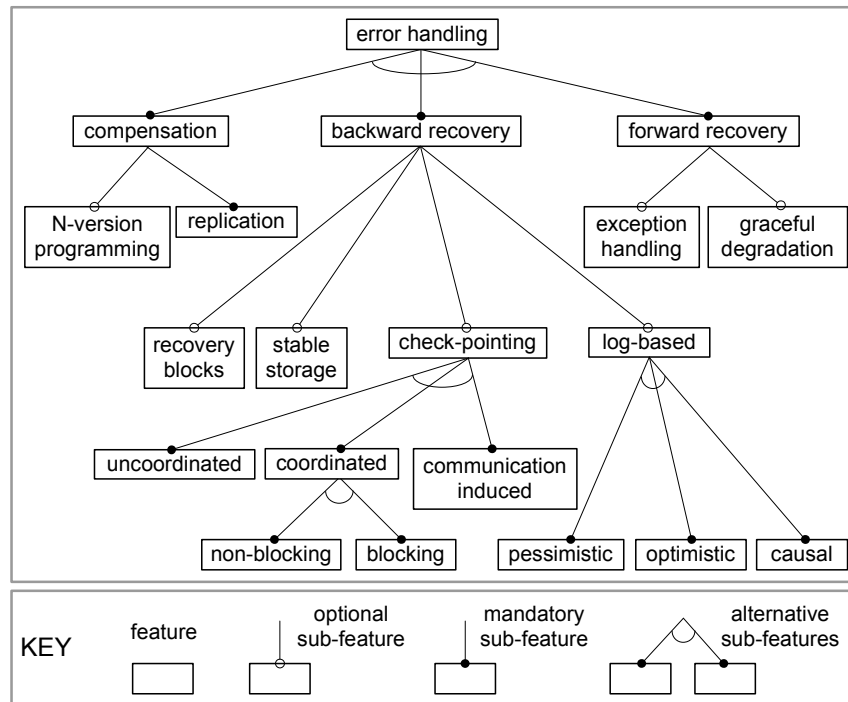 error handling
compensation
backward recovery
forward recovery
N-version
programming
replication
exception
handling
graceful
degradation
recovery
blocks
stable
storage
check-pointing
log-based
uncoordinated
coordinated
communication
induced
non-blocking
blocking
pessimistic
optimistic
causal
KEY
feature
optional
sub-feature
mandatory
sub-feature
alternative
sub-features